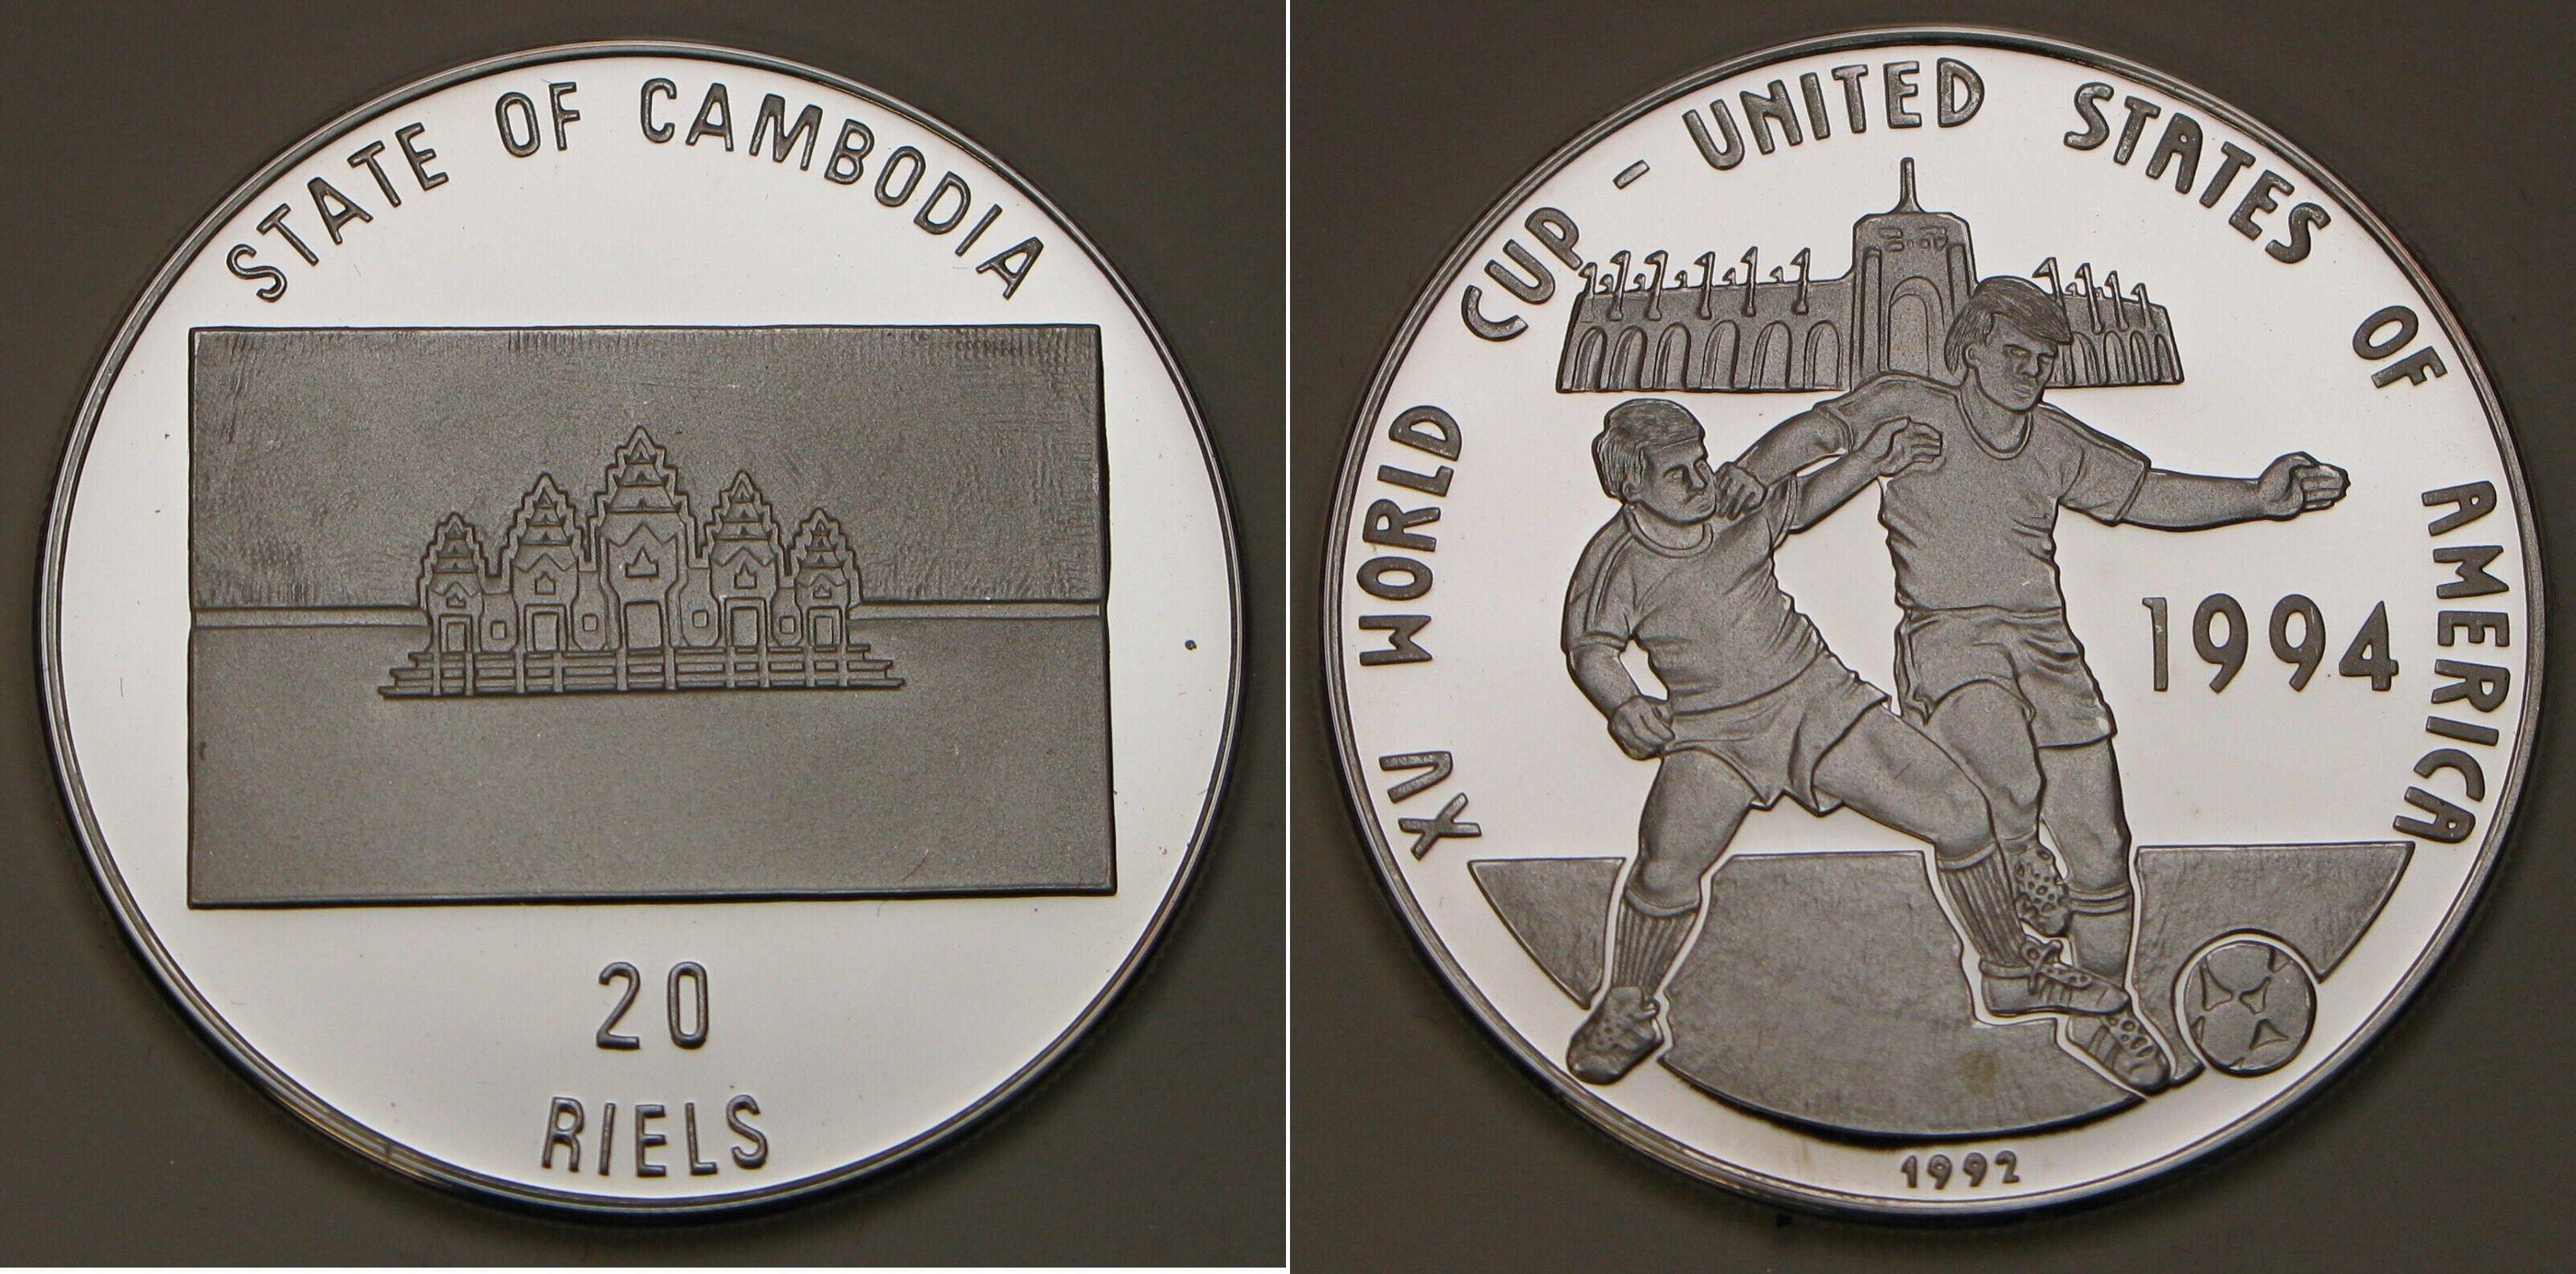 STATE OF CAMBODIA
20
RIELS
XV WORLD CUP - UNITED STATES OF AMERICA
1994
1992